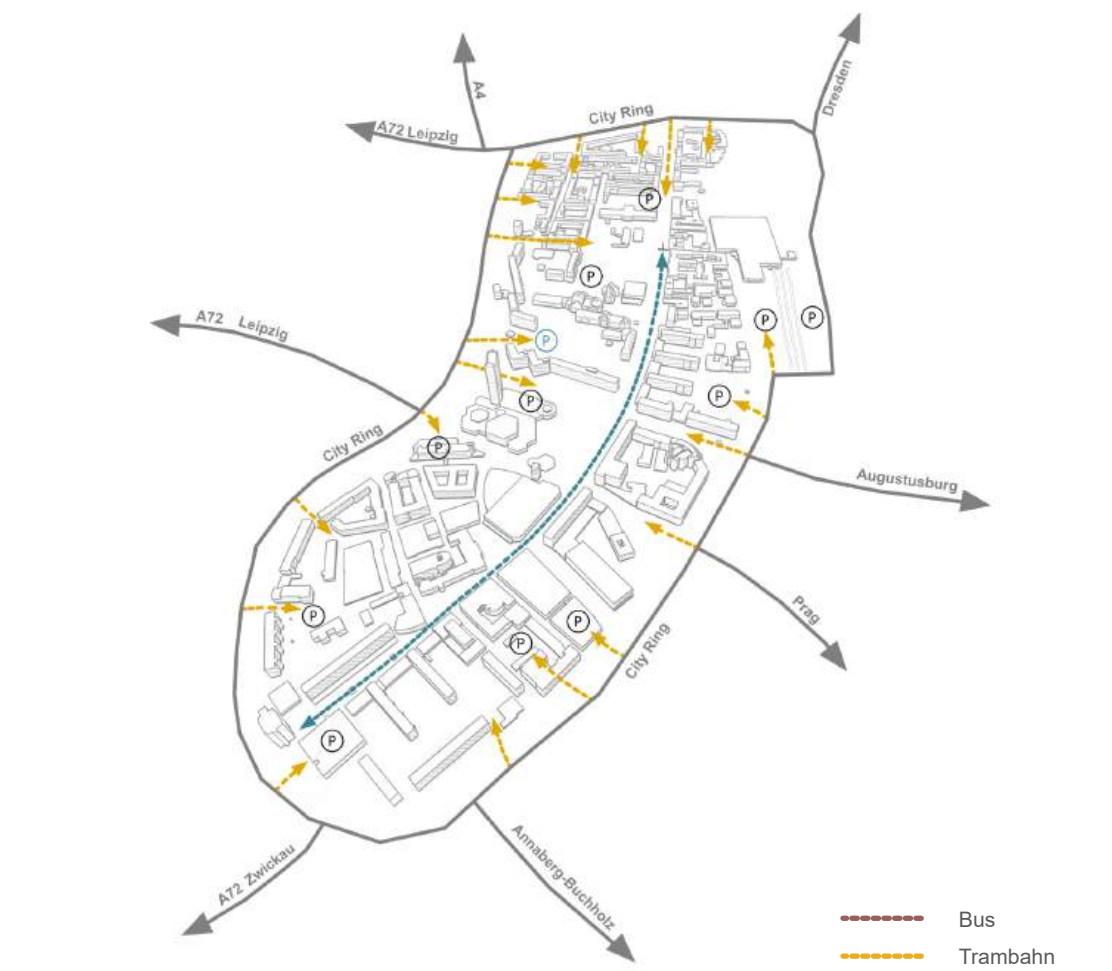 Dresden
A4
City Ring
A72 Leipzig
P
P
A72 Leipzig
P
P
P
P
P
City Ring
P
Augustusburg
Prag
P
P
P
City Ring
P
Annaberg-Buchholz
A72 Zwickau
Bus
Trambahn